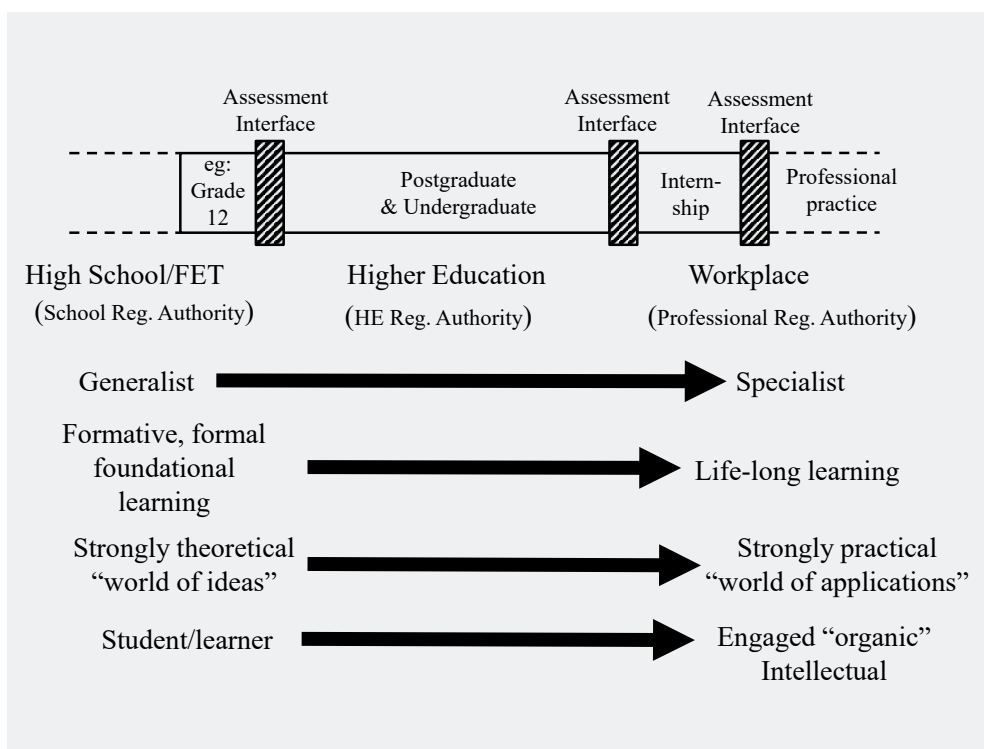 Assessment
Interface
Assessment
Interface
Assessment
Interface
eg:
Grade
12
Postgraduate
& Undergraduate
Intern-
ship
Professional
practice
High School/FET
(School Reg. Authority)
Higher Education
(HE Reg. Authority)
Workplace
(Professional Reg. Authority)
Generalist
Specialist
Formative, formal
foundational
learning
Life-long learning
Strongly theoretical
“world of ideas”
Strongly practical
“world of applications”
Student/learner
Engaged “organic”
Intellectual